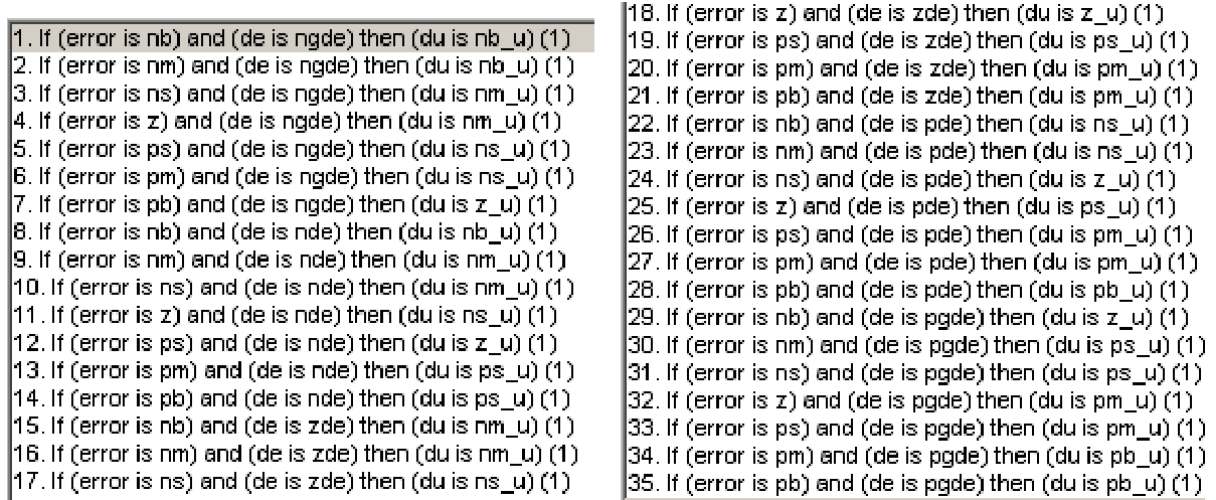 1. If (error is nb) and (de is ngde) then (du is nb_u) (1)
2. If (error is nm) and (de is ngde) then (du is nb_u) (1)
3. If (error is ns) and (de is ngde) then (du is nm_u) (1)
4. If (error is z) and (de is ngde) then (du is nm_u) (1)
5. If (error is ps) and (de is ngde) then (du is ns_u) (1)
6. If (error is pm) and (de is ngde) then (du is ns_u) (1)
7. If (error is pb) and (de is ngde) then (du is z_u) (1)
8. If (error is nb) and (de is nde) then (du is nb_u) (1)
9. If (error is nm) and (de is nde) then (du is nm_u) (1)
10. If (error is ns) and (de is nde) then (du is nm_u) (1)
11. If (error is z) and (de is nde) then (du is ns_u) (1)
12. If (error is ps) and (de is nde) then (du is z_u) (1)
13. If (error is pm) and (de is nde) then (du is ps_u) (1)
14. If (error is pb) and (de is nde) then (du is ps_u) (1)
15. If (error is nb) and (de is zde) then (du is nm_u) (1)
16. If (error is nm) and (de is zde) then (du is nm_u) (1)
17. If (error is ns) and (de is zde) then (du is ns_u) (1)
18. If (error is z) and (de is zde) then (du is z_u) (1)
19. If (error is ps) and (de is zde) then (du is ps_u) (1)
20. If (error is pm) and (de is zde) then (du is pm_u) (1)
21. If (error is pb) and (de is zde) then (du is pm_u) (1)
22. If (error is nb) and (de is pde) then (du is ns_u) (1)
23. If (error is nm) and (de is pde) then (du is ns_u) (1)
24. If (error is ns) and (de is pde) then (du is z_u) (1)
25. If (error is z) and (de is pde) then (du is ps_u) (1)
26. If (error is ps) and (de is pde) then (du is pm_u) (1)
27. If (error is pm) and (de is pde) then (du is pm_u) (1)
28. If (error is pb) and (de is pde) then (du is pb_u) (1)
29. If (error is nb) and (de is pgde) then (du is z_u) (1)
30. If (error is nm) and (de is pgde) then (du is ps_u) (1)
31. If (error is ns) and (de is pgde) then (du is ps_u) (1)
32. If (error is z) and (de is pgde) then (du is pm_u) (1)
33. If (error is ps) and (de is pgde) then (du is pm_u) (1)
34. If (error is pm) and (de is pgde) then (du is pb_u) (1)
35. If (error is pb) and (de is pgde) then (du is pb_u) (1)